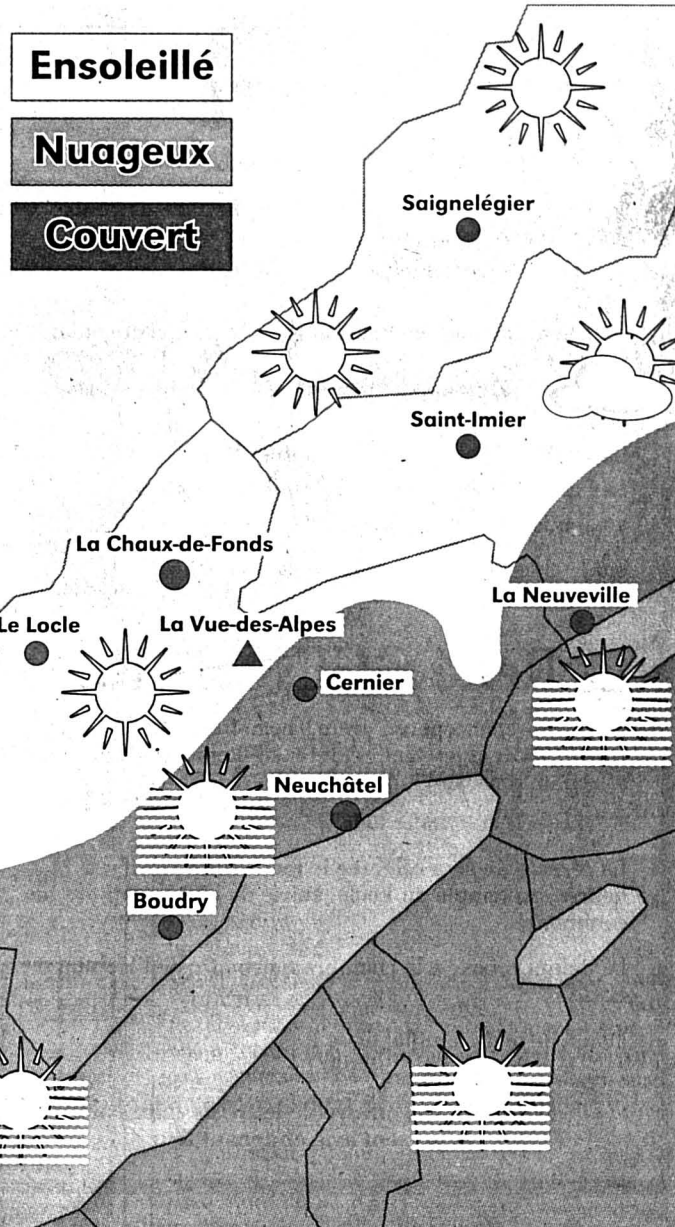 Ensoleillé
Nuageux
Couvert
Saignelégier
Saint-Imier
La Chaux-de-Fonds
La Neuveville
Le Locle
La Vue-des-Alpes
Cernier
Neuchâtel
Boudry